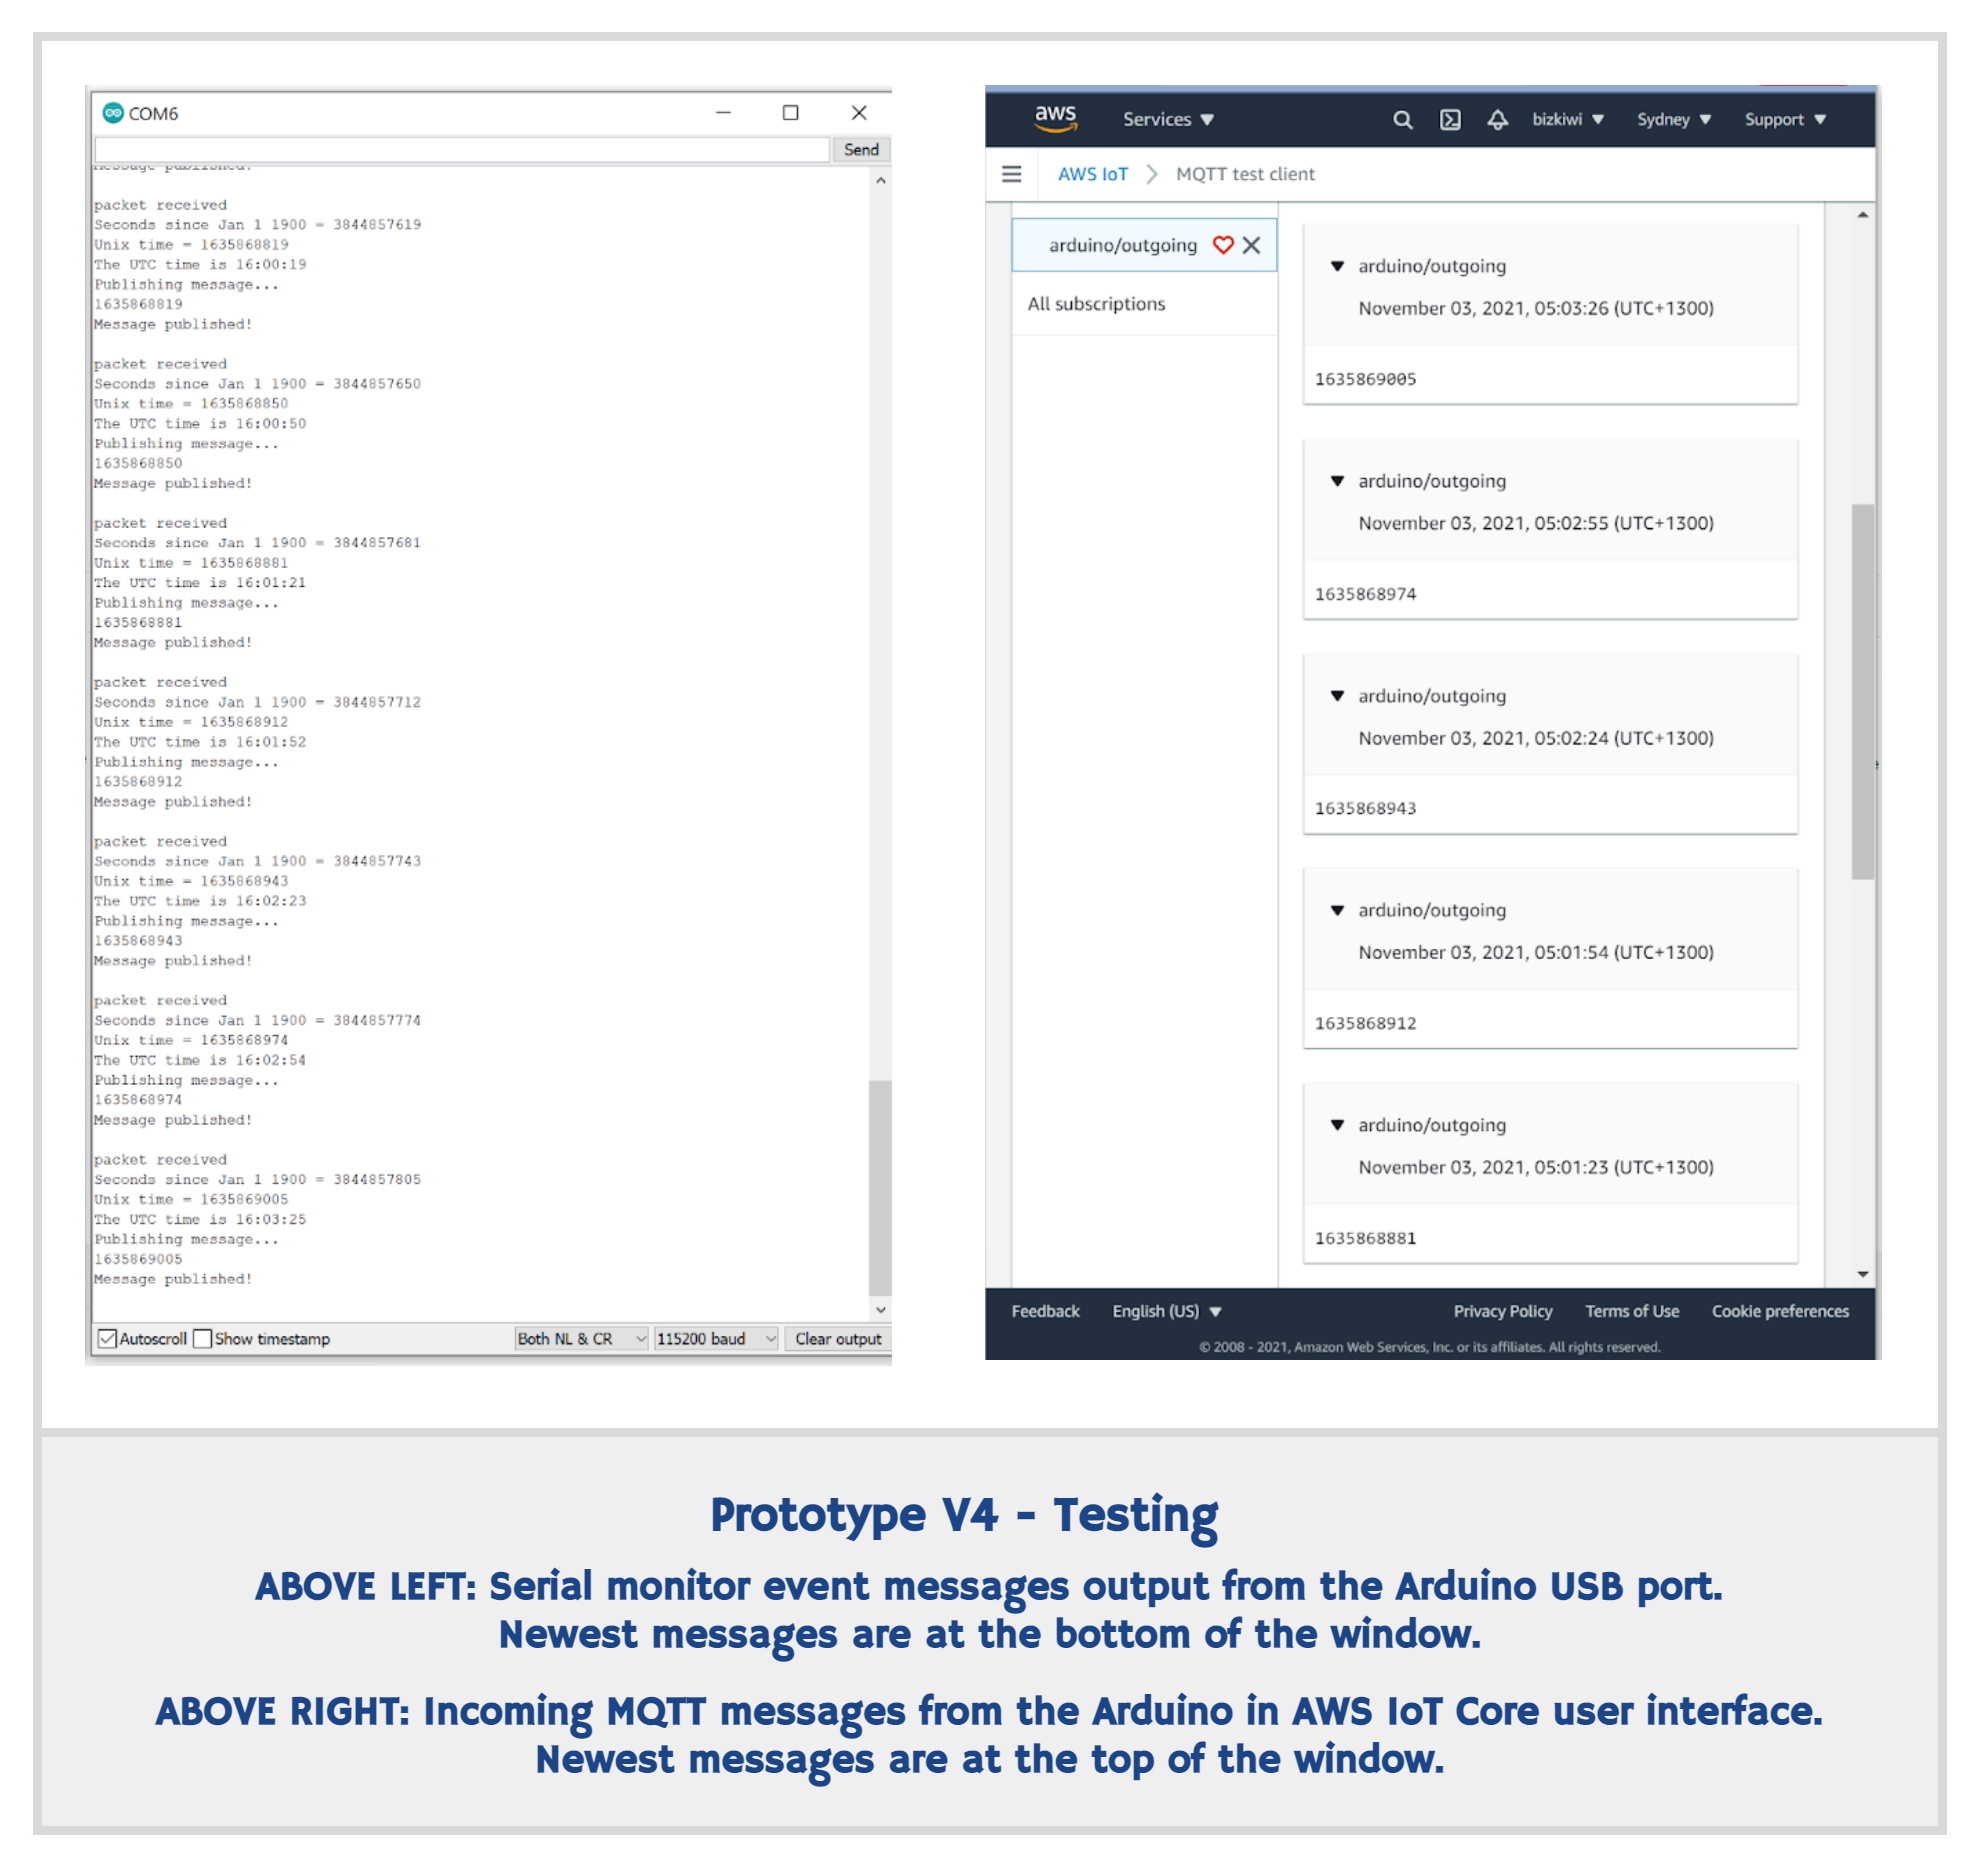 COM6
Send
Message published!
packet received
Seconds since Jan 1 1900 = 3844857619
Unix time = 1635868819
The UTC time is 16:00:19
Publishing message...
1635868819
Message published!
packet received
Seconds since Jan 1 1900 = 3844857650
Unix time = 1635868850
The UTC time is 16:00:50
Publishing message...
1635868850
Message published!
packet received
Seconds since Jan 1 1900 = 3844857681
Unix time = 1635868881
The UTC time is 16:01:21
Publishing message...
1635868881
Message published!
packet received
Seconds since Jan 1 1900 = 3844857712
Unix time = 1635868912
The UTC time is 16:01:52
Publishing message...
1635868912
Message published!
packet received
Seconds since Jan 1 1900 = 3844857743
Unix time = 1635868943
The UTC time is 16:02:23
Publishing message...
1635868943
Message published!
packet received
Seconds since Jan 1 1900 = 3844857774
Unix time = 1635868974
The UTC time is 16:02:54
Publishing message...
1635868974
Message published!
packet received
Seconds since Jan 1 1900 = 3844857805
Unix time = 1635869005
The UTC time is 16:03:25
Publishing message...
1635869005
Message published!
Autoscroll Show timestamp Both NL & CR 115200 baud Clear output
aws Services bizkiwi Sydney Support
AWS IoT > MQTT test client
arduino/outgoing
All subscriptions
arduino/outgoing
November 03, 2021, 05:03:26 (UTC+1300)
1635869005
arduino/outgoing
November 03, 2021, 05:02:55 (UTC+1300)
1635868974
arduino/outgoing
November 03, 2021, 05:02:24 (UTC+1300)
1635868943
arduino/outgoing
November 03, 2021, 05:01:54 (UTC+1300)
1635868912
arduino/outgoing
November 03, 2021, 05:01:23 (UTC+1300)
1635868881
Feedback English (US) Privacy Policy Terms of Use Cookie preferences
© 2008 - 2021, Amazon Web Services, Inc. or its affiliates. All rights reserved.
Prototype V4 - Testing
ABOVE LEFT: Serial monitor event messages output from the Arduino USB port.
Newest messages are at the bottom of the window.
ABOVE RIGHT: Incoming MQTT messages from the Arduino in AWS IoT Core user interface.
Newest messages are at the top of the window.